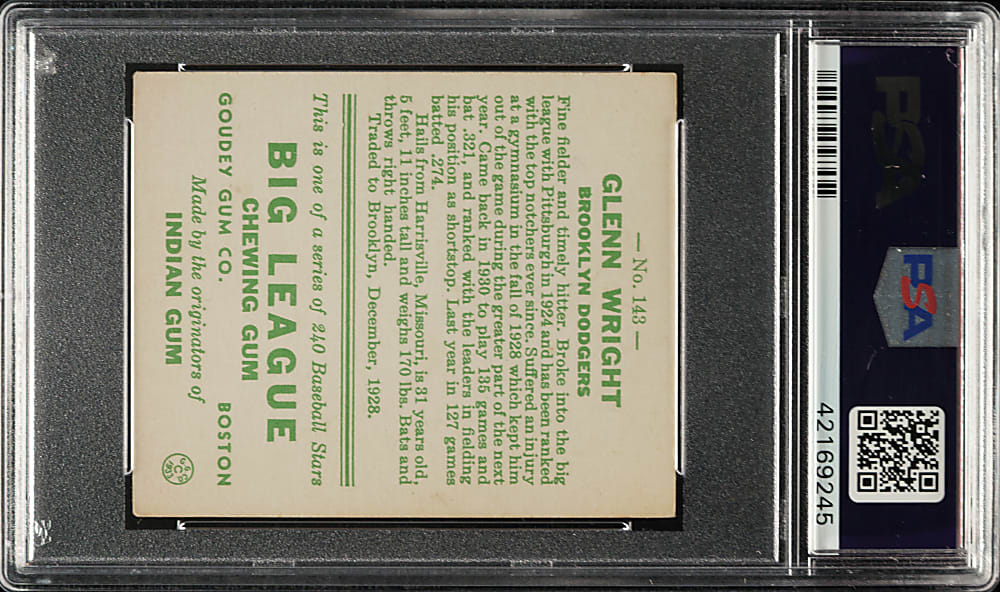 PSA
PSA
42169245
— No. 143 —
GLENN WRIGHT
BROOKLYN DODGERS
Fine fielder and timely hitter. Broke into the big
league with Pittsburgh in 1924 and has been ranked
with the top notchers ever since. Suffered an injury
at a gymnasium in the fall of 1928 which kept him
out of the game during the greater part of the next
year. Came back in 1930 to play 135 games and
bat .321, and ranked with the leaders in fielding
his position as shortstop. Last year in 127 games
batted .274.
Hails from Harrisville, Missouri, is 31 years old,
5 feet, 11 inches tall and weighs 170 lbs. Bats and
throws right handed.
Traded to Brooklyn, December, 1928.
This is one of a series of 240 Baseball Stars
BIG LEAGUE
CHEWING GUM
GOUDEY GUM CO. BOSTON
Made by the originators of
INDIAN GUM